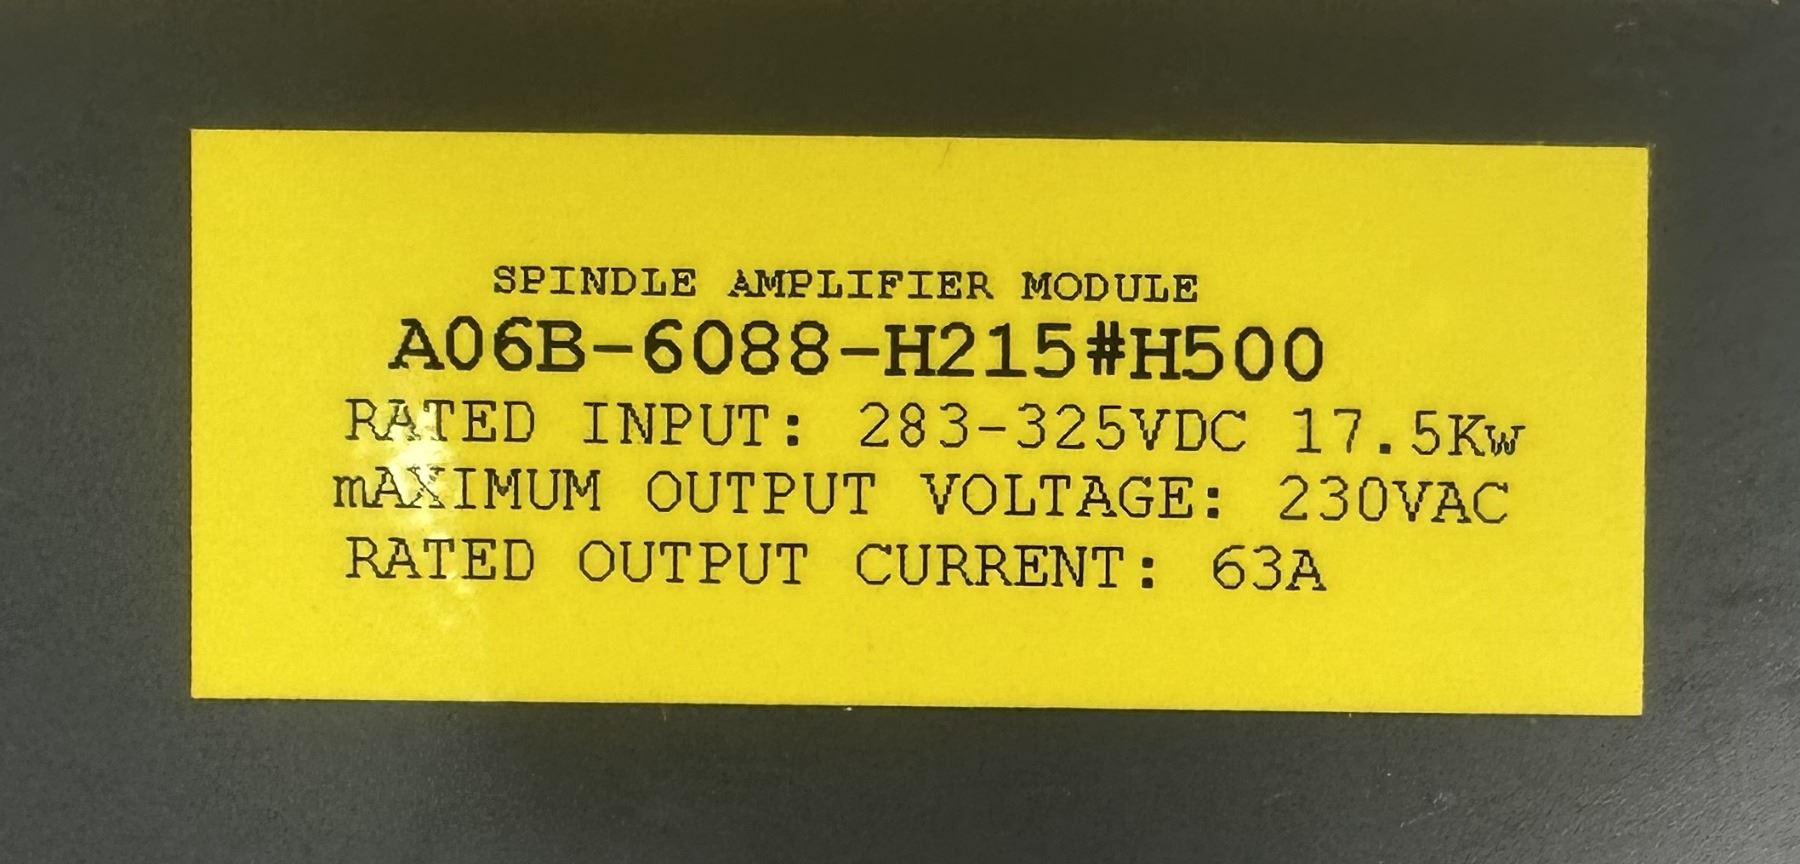 SPINDLE AMPLIFIER MODULE
A06B-6088-H215#H500
RATED INPUT: 283-325VDC 17.5Kw
mAXIMUM OUTPUT VOLTAGE: 230VAC
RATED OUTPUT CURRENT: 63A